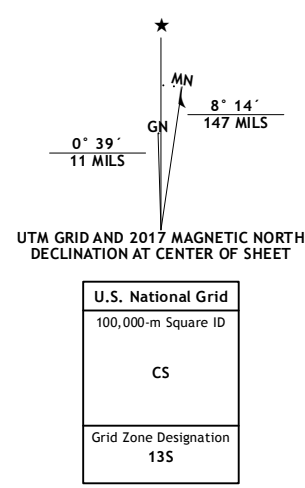 ★
MN
8° 14´
147 MILS
GN
0° 39´
11 MILS
UTM GRID AND 2017 MAGNETIC NORTH
DECLINATION AT CENTER OF SHEET
U.S. National Grid
100,000-m Square ID
CS
Grid Zone Designation
13S